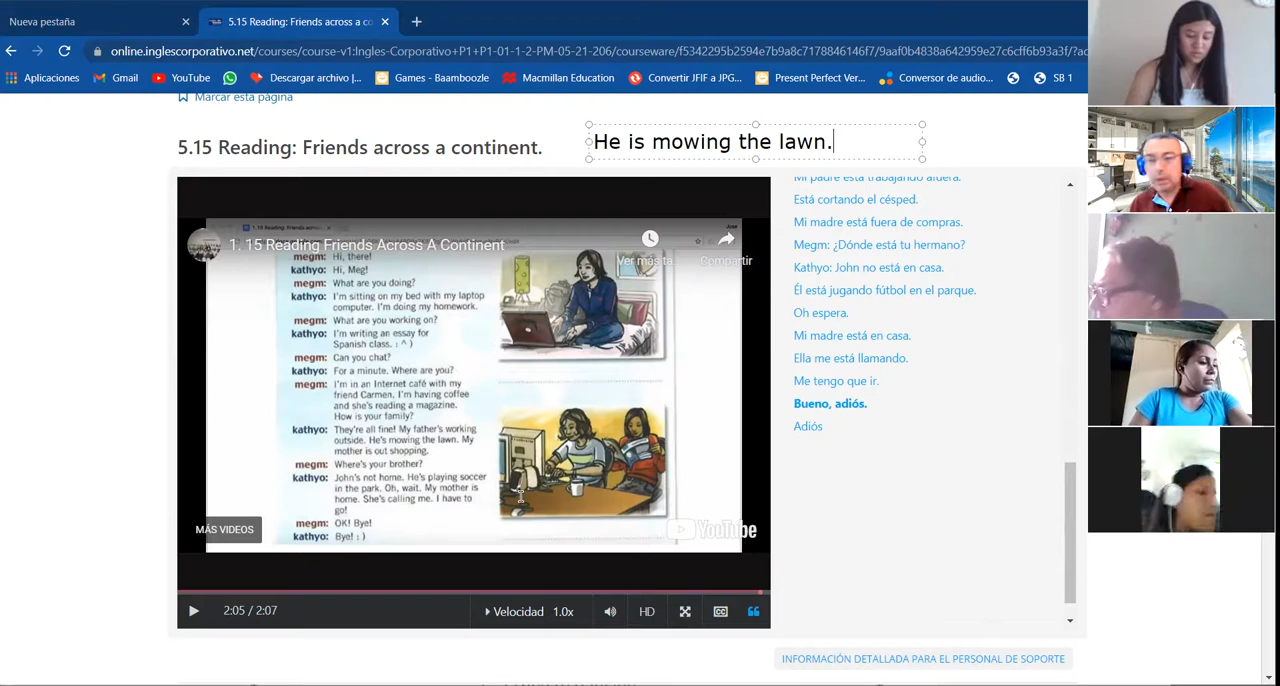 Nueva pestaña
5.15 Reading: Friends across a co
online.inglescorporativo.net/courses/course-v1:Ingles-Corporativo+P1+P1-01-1-2-PM-05-21-206/courseware/f5342295b2594e7b9a8c7178846146f7/9aaf0b4838a642959e27c6cff6b93a3f/?ac
Aplicaciones
Gmail
YouTube
Descargar archivo |...
Games - Baamboozle
Macmillan Education
Convertir JFIF a JPG...
Present Perfect Ver...
Conversor de audio...
SB 1
Marcar esta página
5.15 Reading: Friends across a continent.
He is mowing the lawn.
1. 15 Reading Friends Across A Continent
Ver más ta...
Compartir
megm: Hi, there!
kathyo: Hi, Meg!
megm: What are you doing?
kathyo: I'm sitting on my bed with my laptop
computer. I'm doing my homework.
megm: What are you working on?
kathyo: I'm writing an essay for
Spanish class. : ^ )
megm: Can you chat?
kathyo: For a minute. Where are you?
megm: I'm in an Internet café with my
friend Carmen. I'm having coffee
and she's reading a magazine.
How is your family?
kathyo: They're all fine! My father's working
outside. He's mowing the lawn. My
mother is out shopping.
megm: Where's your brother?
kathyo: John's not home. He's playing soccer
in the park. Oh, wait. My mother is
home. She's calling me. I have to
go!
megm: OK! Bye!
kathyo: Bye! : )
MÁS VIDEOS
YouTube
2:05 / 2:07
Velocidad 1.0x
HD
CC
Mi padre está trabajando afuera.
Está cortando el césped.
Mi madre está fuera de compras.
Megm: ¿Dónde está tu hermano?
Kathyo: John no está en casa.
Él está jugando fútbol en el parque.
Oh espera.
Mi madre está en casa.
Ella me está llamando.
Me tengo que ir.
Bueno, adiós.
Adiós
INFORMACIÓN DETALLADA PARA EL PERSONAL DE SOPORTE